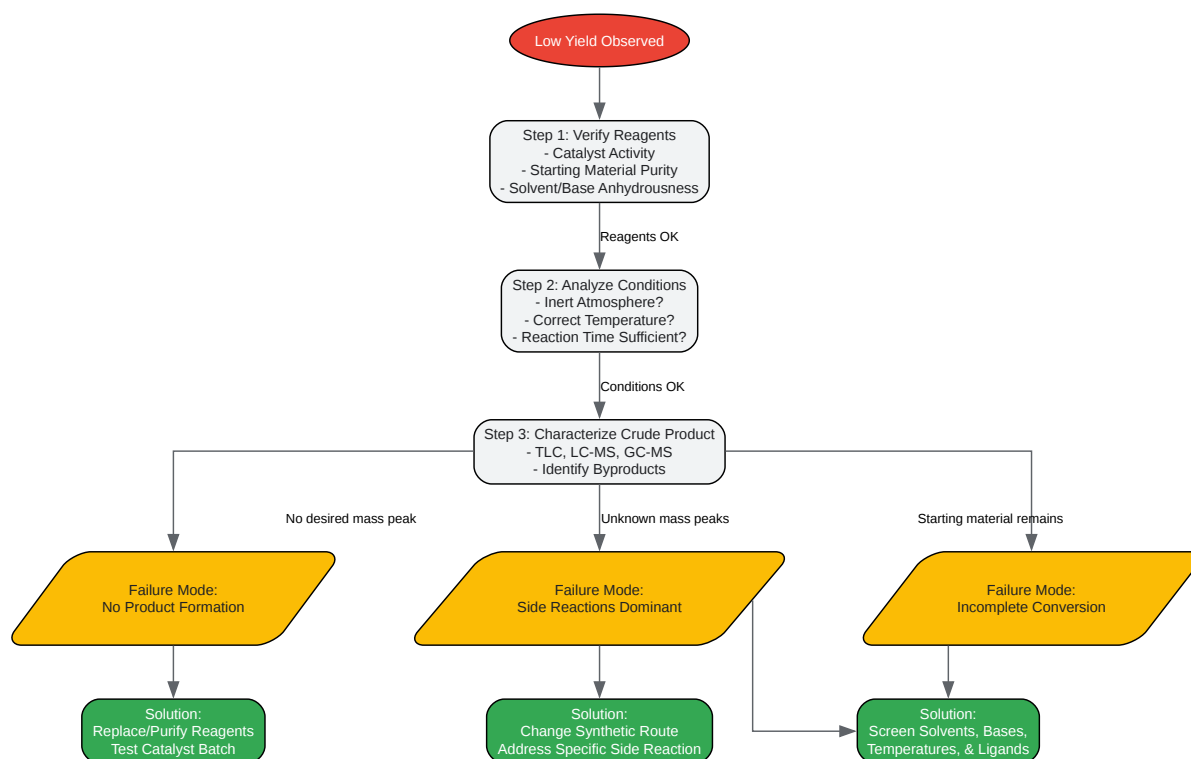 Low Yield Observed
Step 1: Verify Reagents
- Catalyst Activity
- Starting Material Purity
- Solvent/Base Anhydrousness
Reagents OK
Step 2: Analyze Conditions
- Inert Atmosphere?
- Correct Temperature?
- Reaction Time Sufficient?
Conditions OK
Step 3: Characterize Crude Product
- TLC, LC-MS, GC-MS
- Identify Byproducts
No desired mass peak
Unknown mass peaks
Starting material remains
Failure Mode:
No Product Formation
Failure Mode:
Side Reactions Dominant
Failure Mode:
Incomplete Conversion
Solution:
Replace/Purify Reagents
Test Catalyst Batch
Solution:
Change Synthetic Route
Address Specific Side Reaction
Solution:
Screen Solvents, Bases,
Temperatures, & Ligands